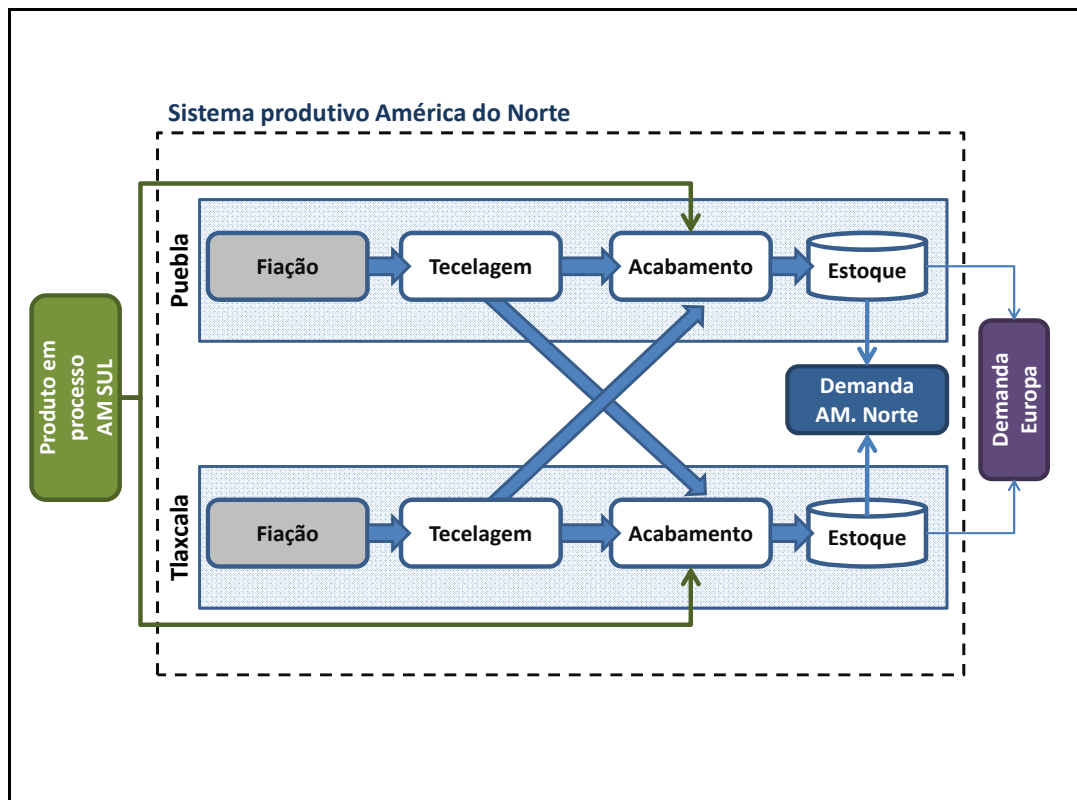 Sistema produtivo América do Norte
Puebla
Fiação
Tecelagem
Acabamento
Estoque
Produto em
processo
AM SUL
Demanda
AM. Norte
Demanda
Europa
Tlaxcala
Fiação
Tecelagem
Acabamento
Estoque